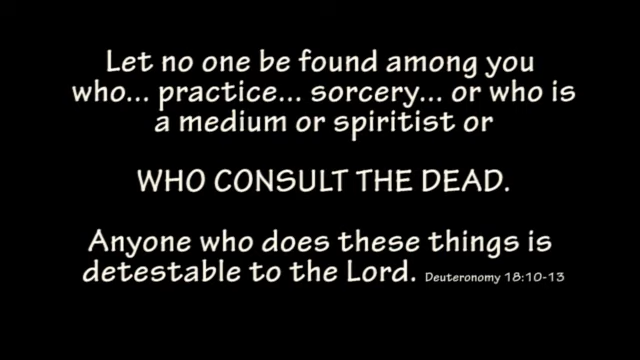 Let no one be found among you
who... practice... sorcery... or who is
a medium or spiritist or
WHO CONSULT THE DEAD.
Anyone who does these things is
detestable to the Lord. Deuteronomy 18:10-13